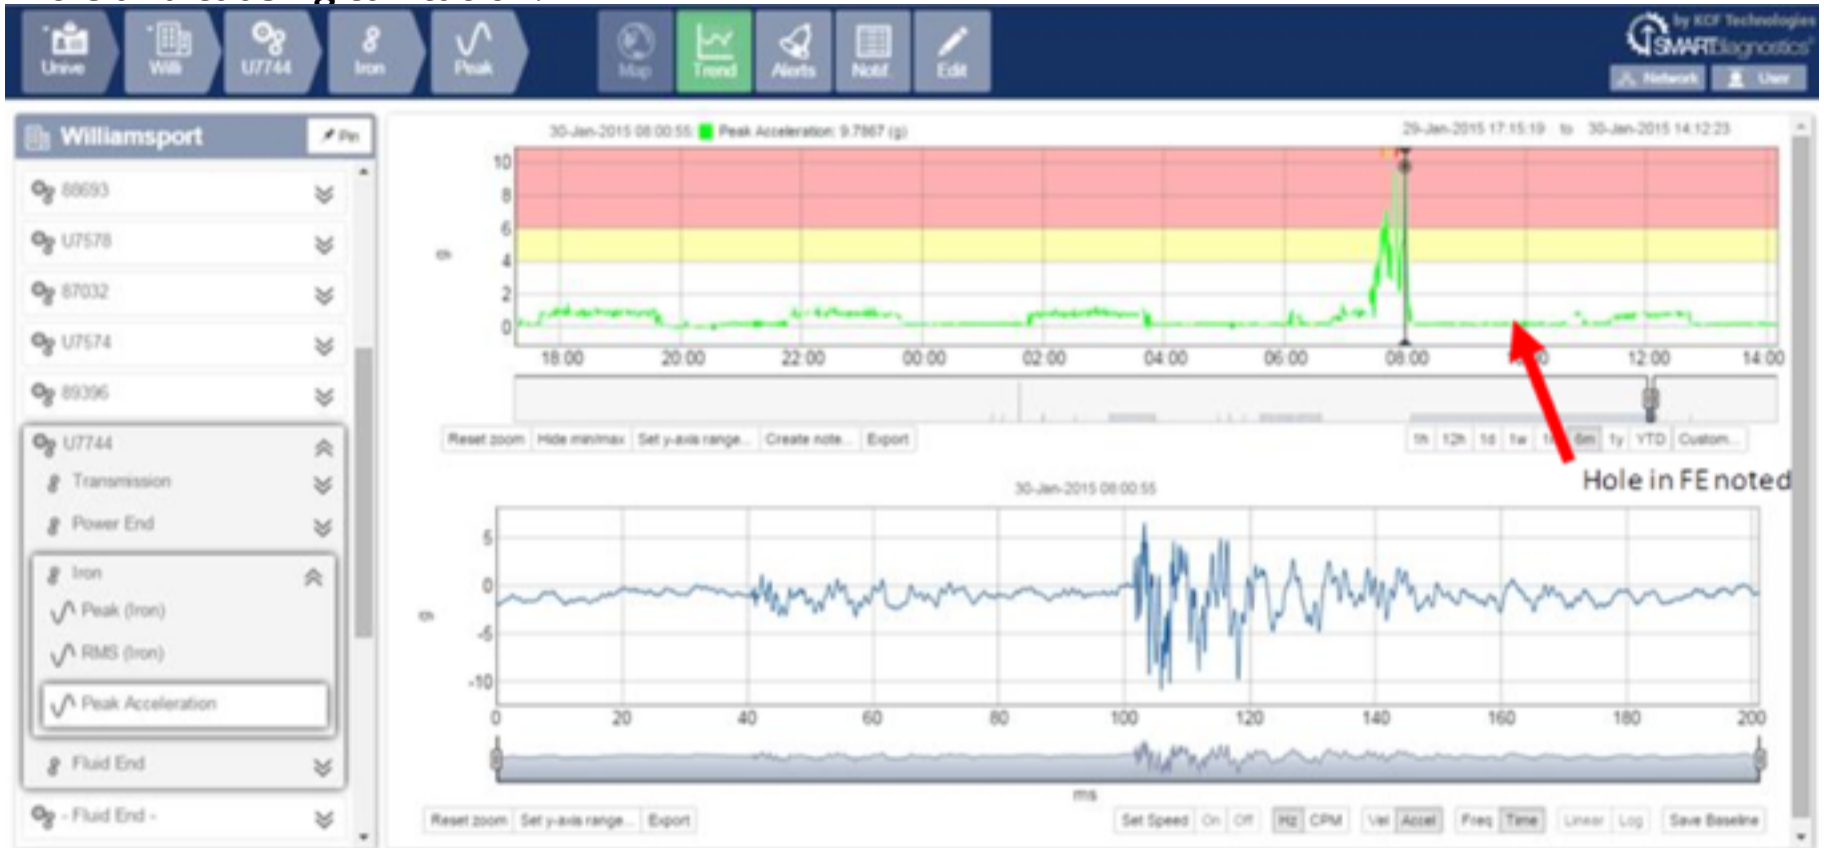 Unive
Willi
U7744
Iron
Peak
Map
Trend
Alerts
Notif.
Edit
by KCF Technologies
SMARTdiagnostics®
Network User
Williamsport Pin
88693
U7578
87032
U7574
89396
U7744
Transmission
Power End
Iron
Peak (Iron)
RMS (Iron)
Peak Acceleration
Fluid End
- Fluid End -
30-Jan-2015 08:00:55: Peak Acceleration: 9.7867 (g)
29-Jan-2015 17:15:19 to 30-Jan-2015 14:12:23
10
8
6
4
2
0
g
18:00 20:00 22:00 00:00 02:00 04:00 06:00 08:00 12:00 14:00
Reset zoom Hide min/max Set y-axis range... Create note... Export
1h 12h 1d 1w 6m 1y YTD Custom...
Hole in FE noted
30-Jan-2015 08:00:55
5
0
-5
-10
g
0 20 40 60 80 100 120 140 160 180 200
ms
Reset zoom Set y-axis range... Export
Set Speed On Off Hz CPM Vel Accel Freq Time Linear Log Save Baseline